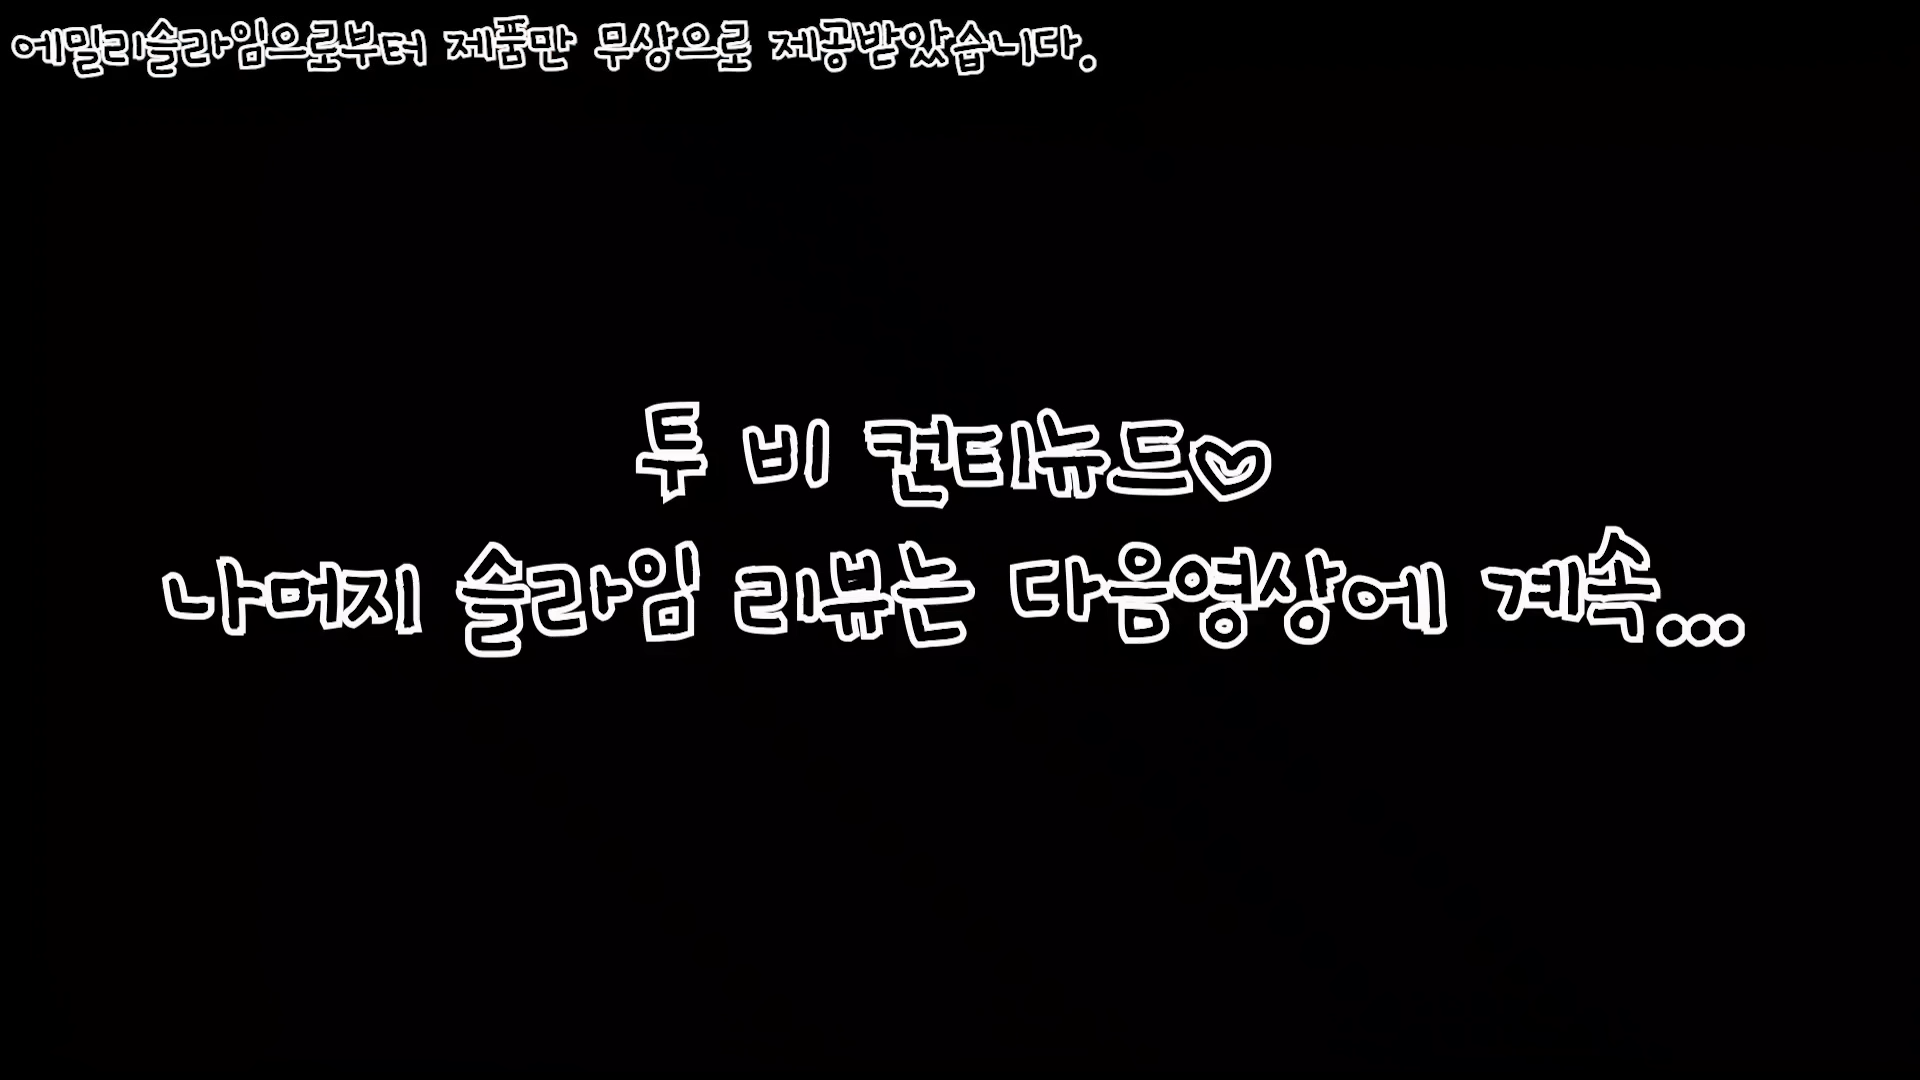 에밀리슬라임으로부터 제품만 무상으로 제공받았습니다.
투 비 컨티뉴드♡
나머지 슬라임 리뷰는 다음영상에 계속...